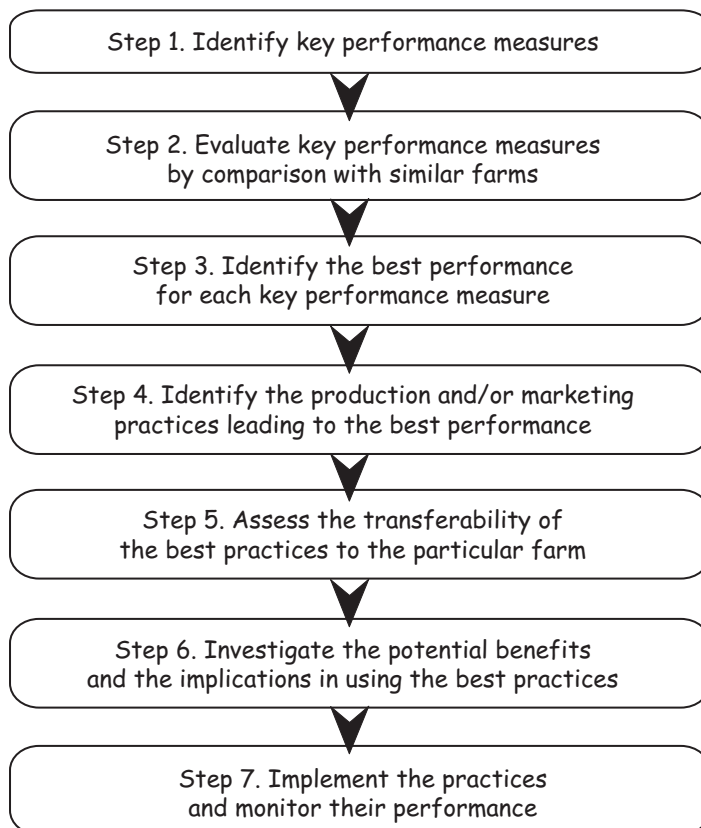 Step 1. Identify key performance measures
Step 2. Evaluate key performance measures
by comparison with similar farms
Step 3. Identify the best performance
for each key performance measure
Step 4. Identify the production and/or marketing
practices leading to the best performance
Step 5. Assess the transferability of
the best practices to the particular farm
Step 6. Investigate the potential benefits
and the implications in using the best practices
Step 7. Implement the practices
and monitor their performance